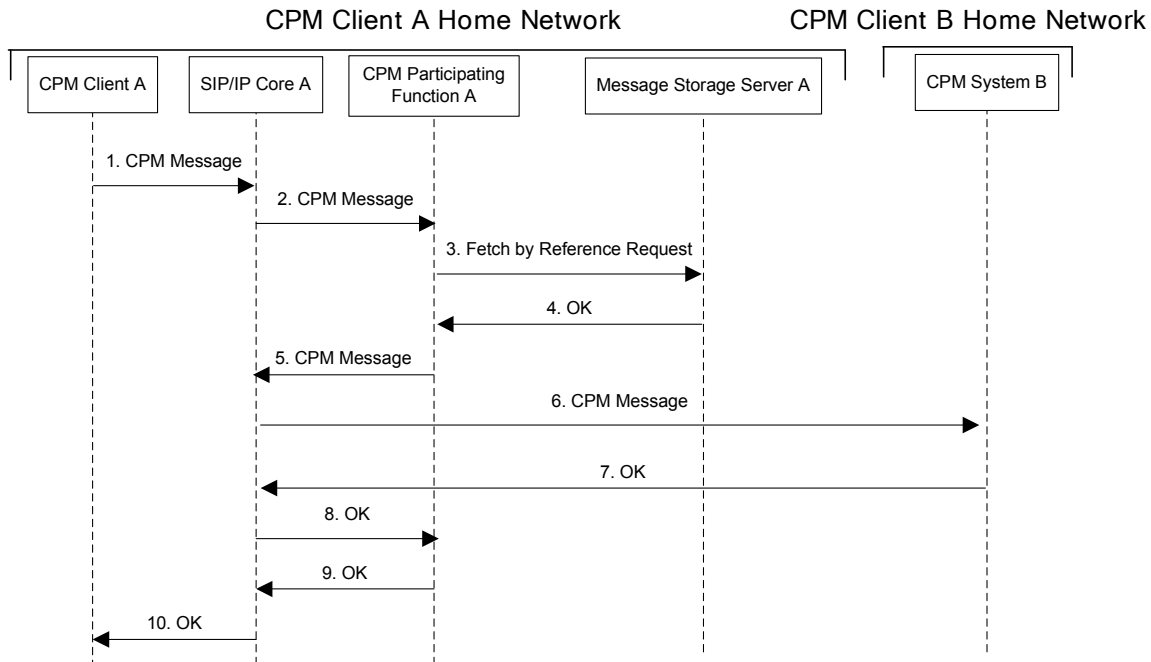 CPM Client A Home Network
CPM Client B Home Network
CPM Client A
SIP/IP Core A
CPM Participating
Function A
Message Storage Server A
CPM System B
1. CPM Message
2. CPM Message
3. Fetch by Reference Request
4. OK
5. CPM Message
6. CPM Message
7. OK
8. OK
9. OK
10. OK